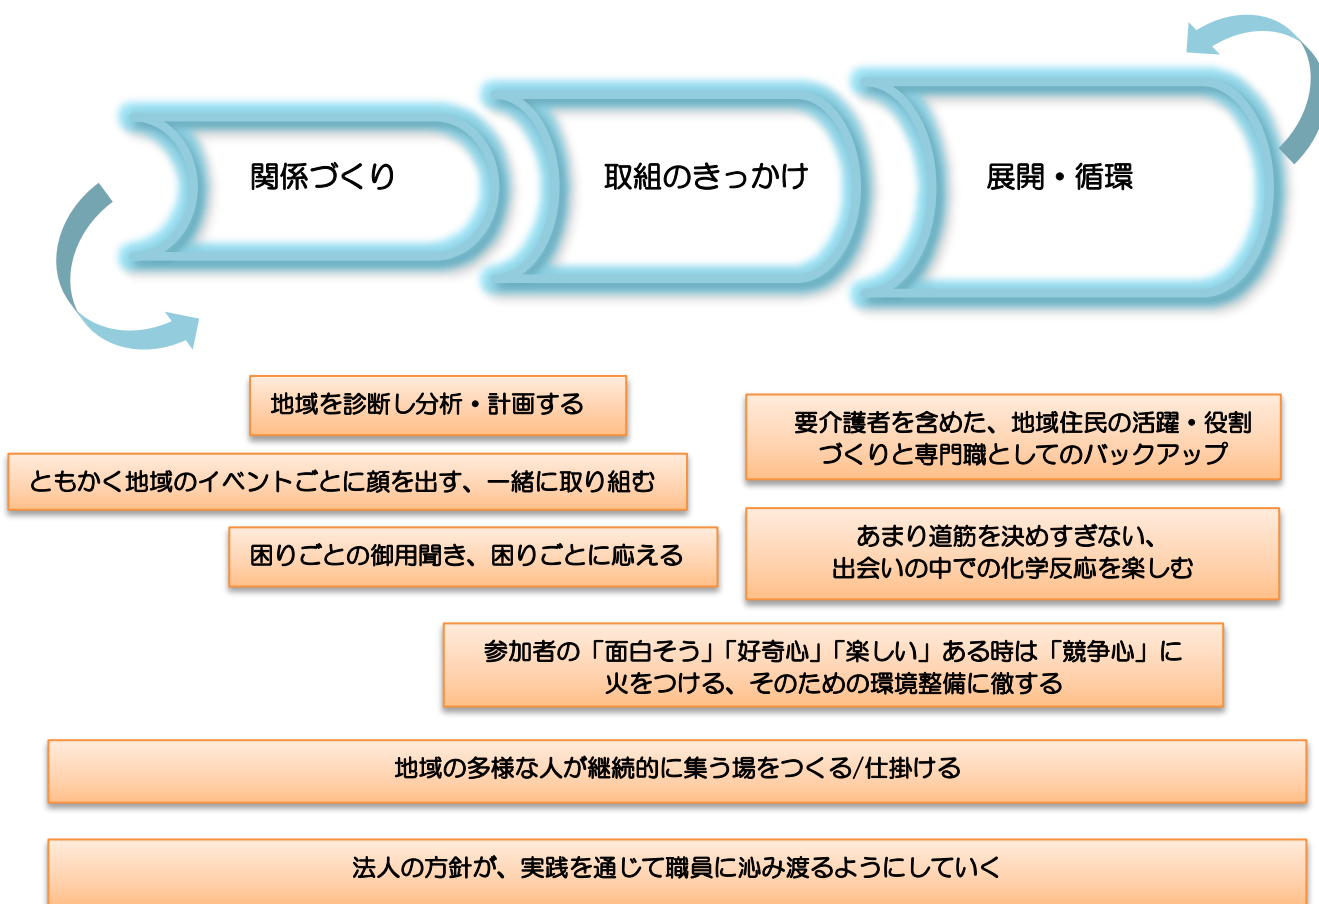 関係づくり
取組のきっかけ
展開・循環
地域を診断し分析・計画する
ともかく地域のイベントごとに顔を出す、一緒に取り組む
困りごとの御用聞き、困りごとに応える
要介護者を含めた、地域住民の活躍・役割
づくりと専門職としてのバックアップ
あまり道筋を決めすぎない、
出会いの中での化学反応を楽しむ
参加者の「面白そう」「好奇心」「楽しい」ある時は「競争心」に
火をつける、そのための環境整備に徹する
地域の多様な人が継続的に集う場をつくる/仕掛ける
法人の方針が、実践を通じて職員に沁み渡るようにしていく